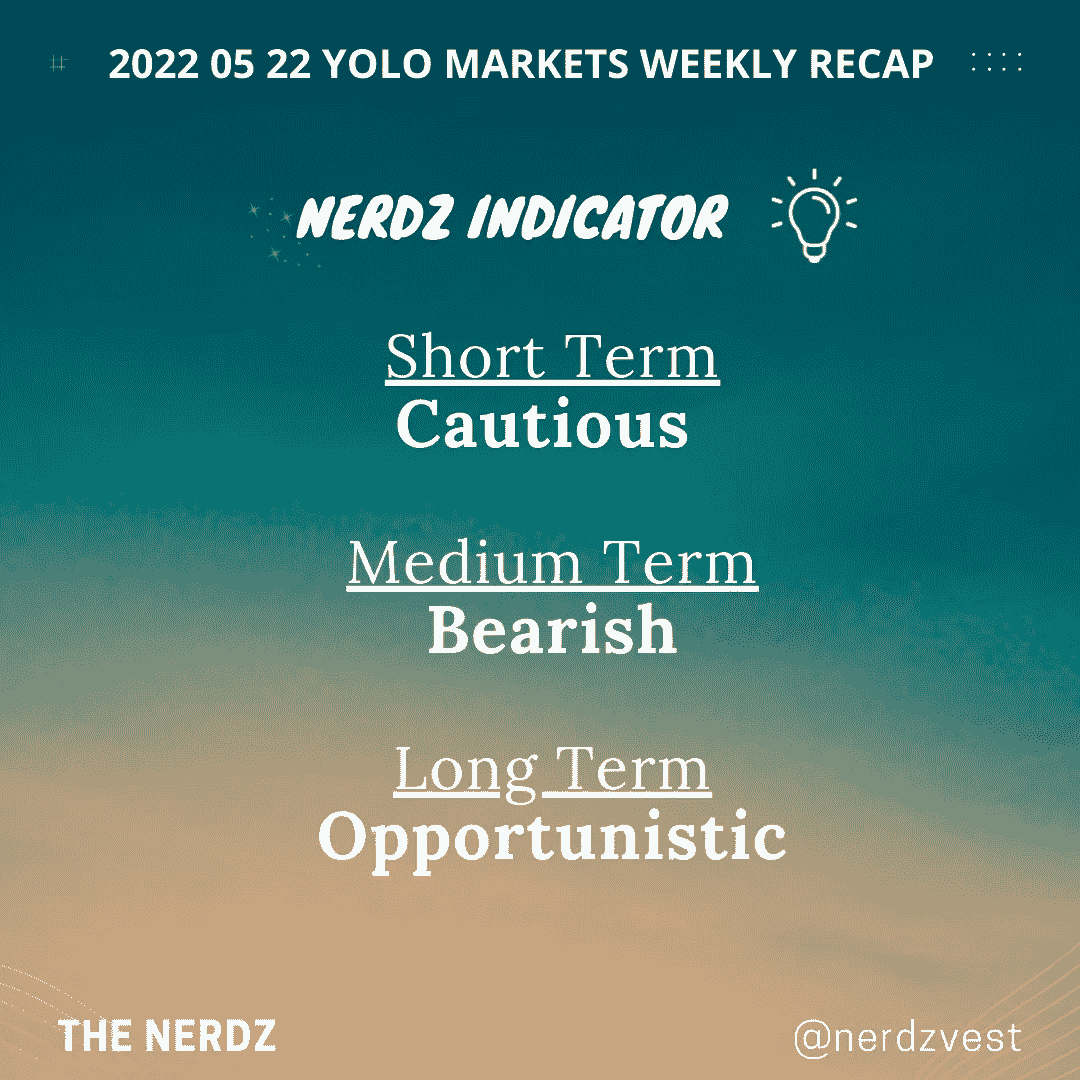 # 2022 05 22 YOLO MARKETS WEEKLY RECAP
NERDZ INDICATOR
Short Term
Cautious
Medium Term
Bearish
Long Term
Opportunistic
THE NERDZ
@nerdzvest